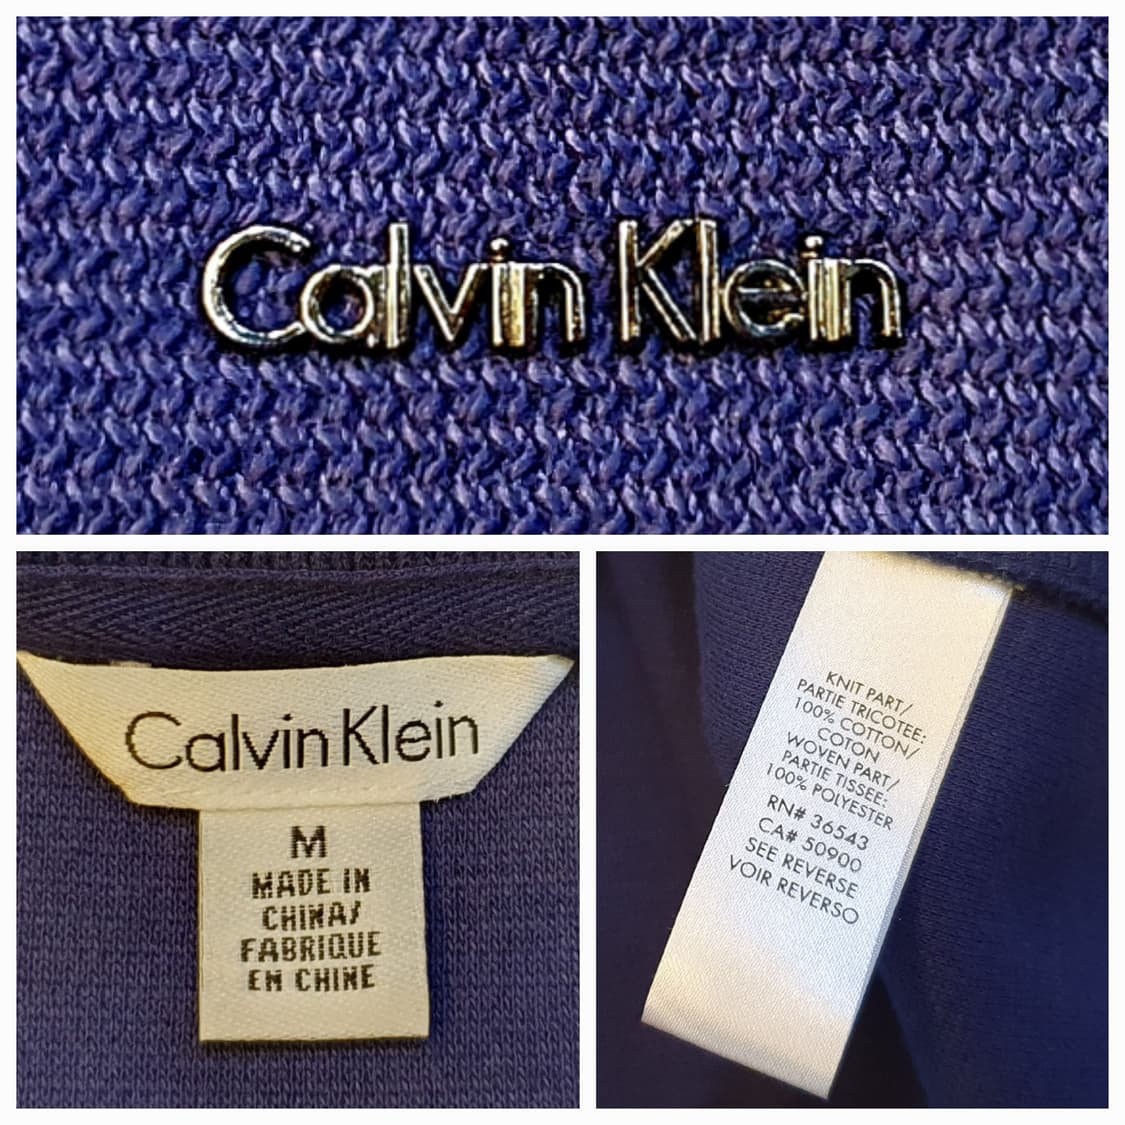 Calvin Klein
Calvin Klein
M
MADE IN
CHINA/
FABRIQUE
EN CHINE
KNIT PART/
PARTIE TRICOTEE:
100% COTTON/
COTON
WOVEN PART/
PARTIE TISSEE:
100% POLYESTER
RN# 36543
CA# 50900
SEE REVERSE
VOIR REVERSO